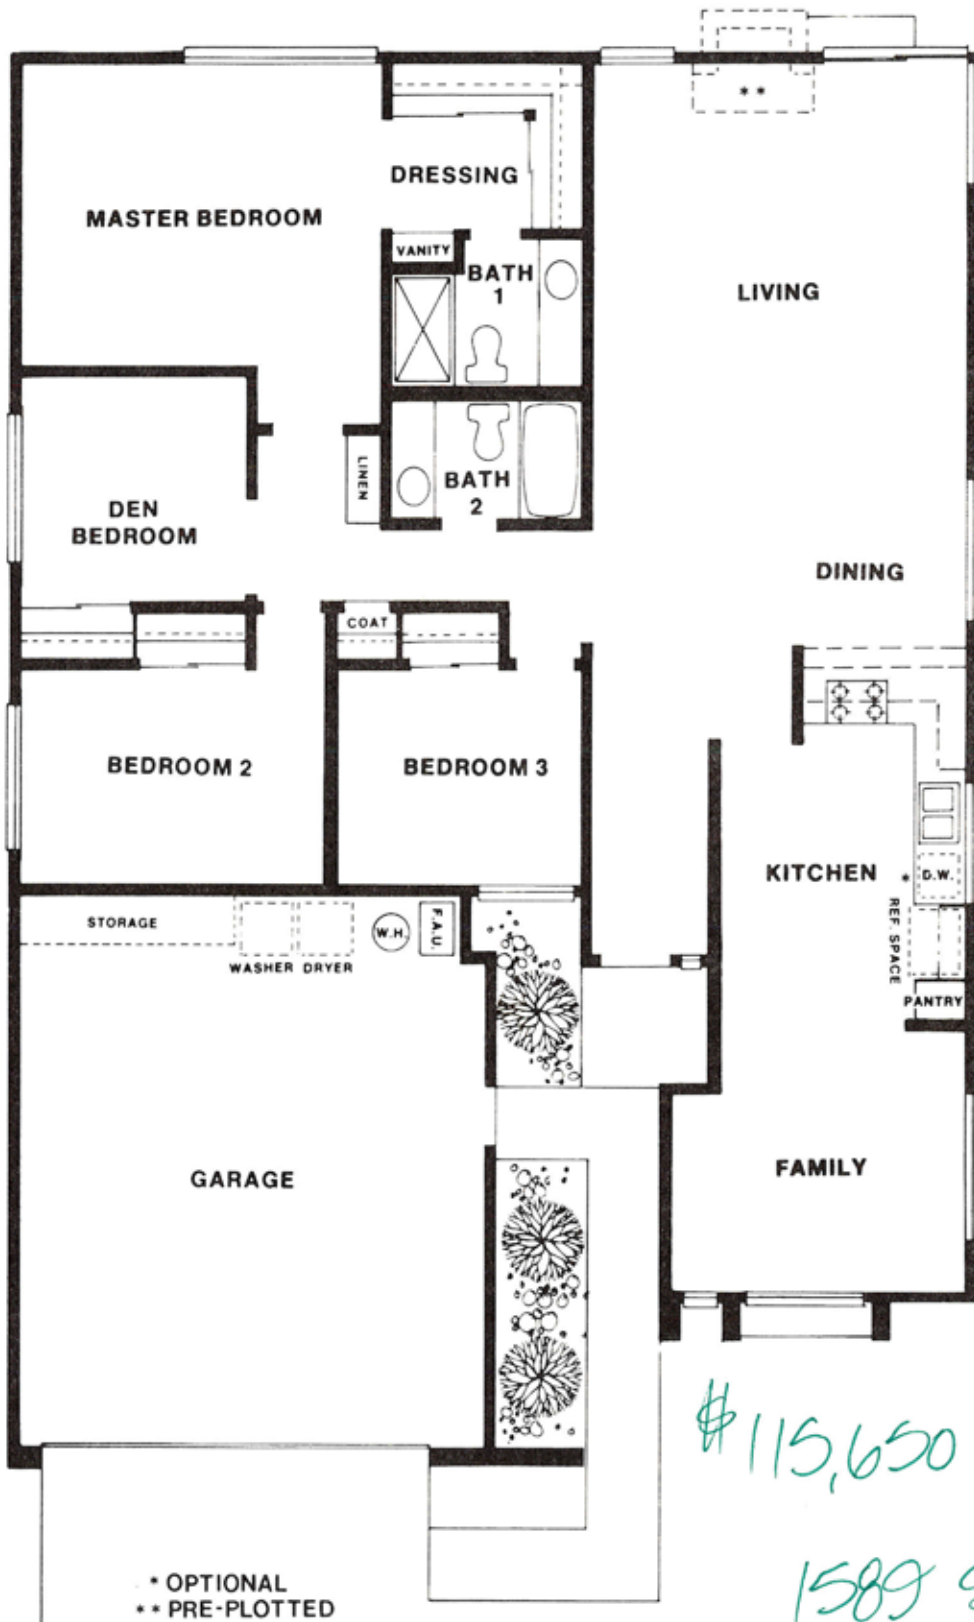 **
DRESSING
MASTER BEDROOM
VANITY
BATH
1
LIVING
LINEN
BATH
2
DEN
BEDROOM
DINING
COAT
BEDROOM 2
BEDROOM 3
KITCHEN
* D.W.
REF. SPACE
STORAGE
W.H.
F.A.U.
WASHER DRYER
PANTRY
GARAGE
FAMILY
$115,650
1589
* OPTIONAL
** PRE-PLOTTED